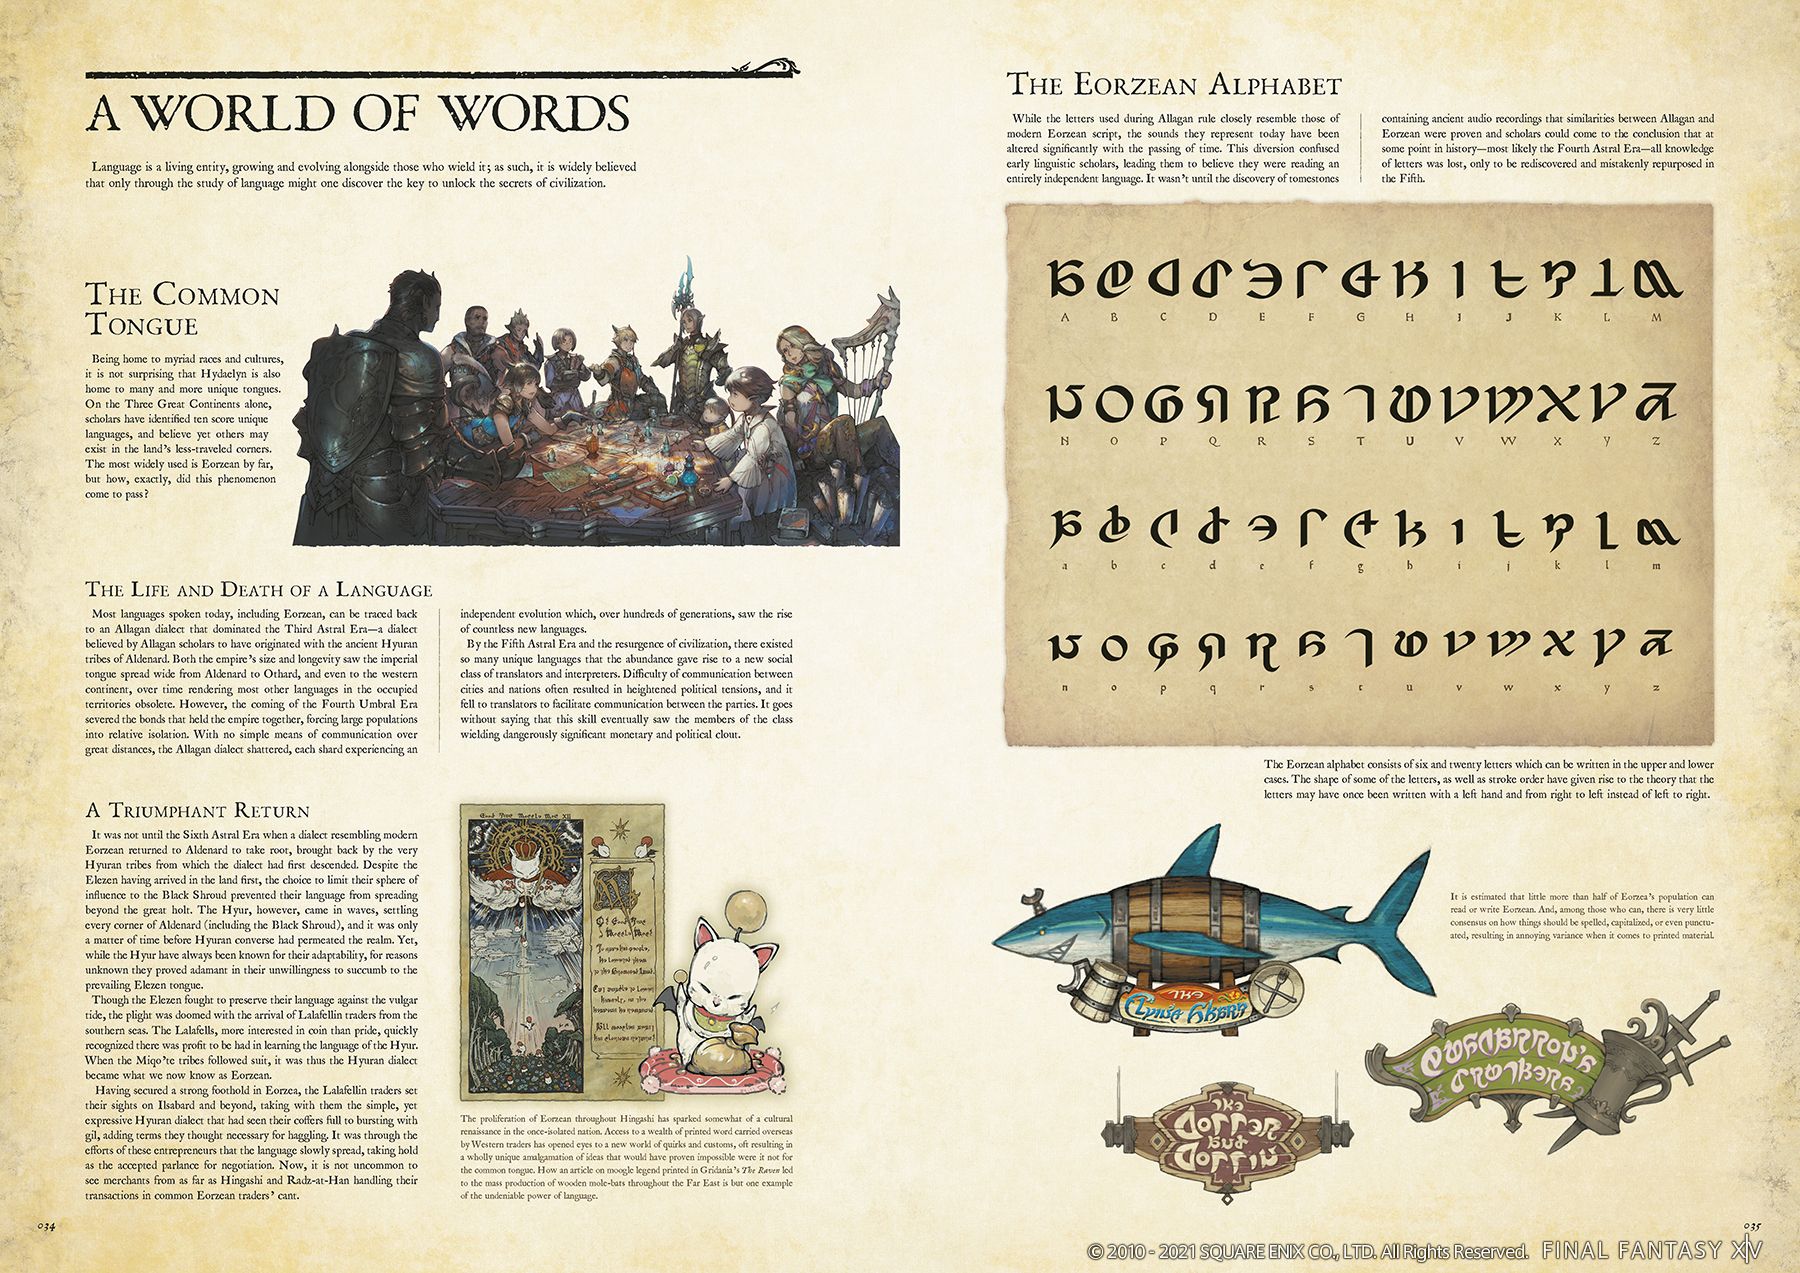 A WORLD OF WORDS
Language is a living entity, growing and evolving alongside those who wield it; as such, it is widely believed
that only through the study of language might one discover the key to unlock the secrets of civilization.
THE COMMON
TONGUE
Being home to myriad races and cultures,
it is not surprising that Hydaelyn is also
home to many and more unique tongues.
On the Three Great Continents alone,
scholars have identified ten score unique
languages, and believe yet others may
exist in the land's less-traveled corners.
The most widely used is Eorzean by far,
but how, exactly, did this phenomenon
come to pass?
THE LIFE AND DEATH OF A LANGUAGE
Most languages spoken today, including Eorzean, can be traced back
to an Allagan dialect that dominated the Third Astral Era—a dialect
believed by Allagan scholars to have originated with the ancient Hyuran
tribes of Aldenard. Both the empire's size and longevity saw the imperial
tongue spread wide from Aldenard to Othard, and even to the western
continent, over time rendering most other languages in the occupied
territories obsolete. However, the coming of the Fourth Umbral Era
severed the bonds that held the empire together, forcing large populations
into relative isolation. With no simple means of communication over
great distances, the Allagan dialect shattered, each shard experiencing an
independent evolution which, over hundreds of generations, saw the rise
of countless new languages.
By the Fifth Astral Era and the resurgence of civilization, there existed
so many unique languages that the abundance gave rise to a new social
class of translators and interpreters. Difficulty of communication between
cities and nations often resulted in heightened political tensions, and it
fell to translators to facilitate communication between the parties. It goes
without saying that this skill eventually saw the members of the class
wielding dangerously significant monetary and political clout.
A TRIUMPHANT RETURN
It was not until the Sixth Astral Era when a dialect resembling modern
Eorzean returned to Aldenard to take root, brought back by the very
Hyuran tribes from which the dialect had first descended. Despite the
Elezen having arrived in the land first, the choice to limit their sphere of
influence to the Black Shroud prevented their language from spreading
beyond the great holt. The Hyur, however, came in waves, settling
every corner of Aldenard (including the Black Shroud), and it was only
a matter of time before Hyuran converse had permeated the realm. Yet,
while the Hyur have always been known for their adaptability, for reasons
unknown they proved adamant in their unwillingness to succumb to the
prevailing Elezen tongue.
Though the Elezen fought to preserve their language against the vulgar
tide, the plight was doomed with the arrival of Lalafellin traders from the
southern seas. The Lalafells, more interested in coin than pride, quickly
recognized there was profit to be had in learning the language of the Hyur.
When the Miqo'te tribes followed suit, it was thus the Hyuran dialect
became what we now know as Eorzean.
Having secured a strong foothold in Eorzea, the Lalafellin traders set
their sights on Ilsabard and beyond, taking with them the simple, yet
expressive Hyuran dialect that had seen their coffers full to bursting with
gil, adding terms they thought necessary for haggling. It was through the
efforts of these entrepreneurs that the language slowly spread, taking hold
as the accepted parlance for negotiation. Now, it is not uncommon to
see merchants from as far as Hingashi and Radz-at-Han handling their
transactions in common Eorzean traders' cant.
The proliferation of Eorzean throughout Hingashi has sparked somewhat of a cultural
renaissance in the once-isolated nation. Access to a wealth of printed word carried overseas
by Western traders has opened eyes to a new world of quirks and customs, oft resulting in
a wholly unique amalgamation of ideas that would have proven impossible were it not for
the common tongue. How an article on moogle legend printed in Gridania's The Raven led
to the mass production of wooden mole-bats throughout the Far East is but one example
of the undeniable power of language.
034
THE EORZEAN ALPHABET
While the letters used during Allagan rule closely resemble those of
modern Eorzean script, the sounds they represent today have been
altered significantly with the passing of time. This diversion confused
early linguistic scholars, leading them to believe they were reading an
entirely independent language. It wasn't until the discovery of tomestones
containing ancient audio recordings that similarities between Allagan and
Eorzean were proven and scholars could come to the conclusion that at
some point in history—most likely the Fourth Astral Era—all knowledge
of letters was lost, only to be rediscovered and mistakenly repurposed in
the Fifth.
A B C D E F G H I J K L M
N O P Q R S T U V W X Y Z
a b c d e f g h i j k l m
n o p q r s t u v w x y z
The Eorzean alphabet consists of six and twenty letters which can be written in the upper and lower
cases. The shape of some of the letters, as well as stroke order have given rise to the theory that the
letters may have once been written with a left hand and from right to left instead of left to right.
It is estimated that little more than half of Eorzea's population can
read or write Eorzean. And, among those who can, there is very little
consensus on how things should be spelled, capitalized, or even punctu-
ated, resulting in annoying variance when it comes to printed material.
035
© 2010 - 2021 SQUARE ENIX CO., LTD. All Rights Reserved. FINAL FANTASY XIV